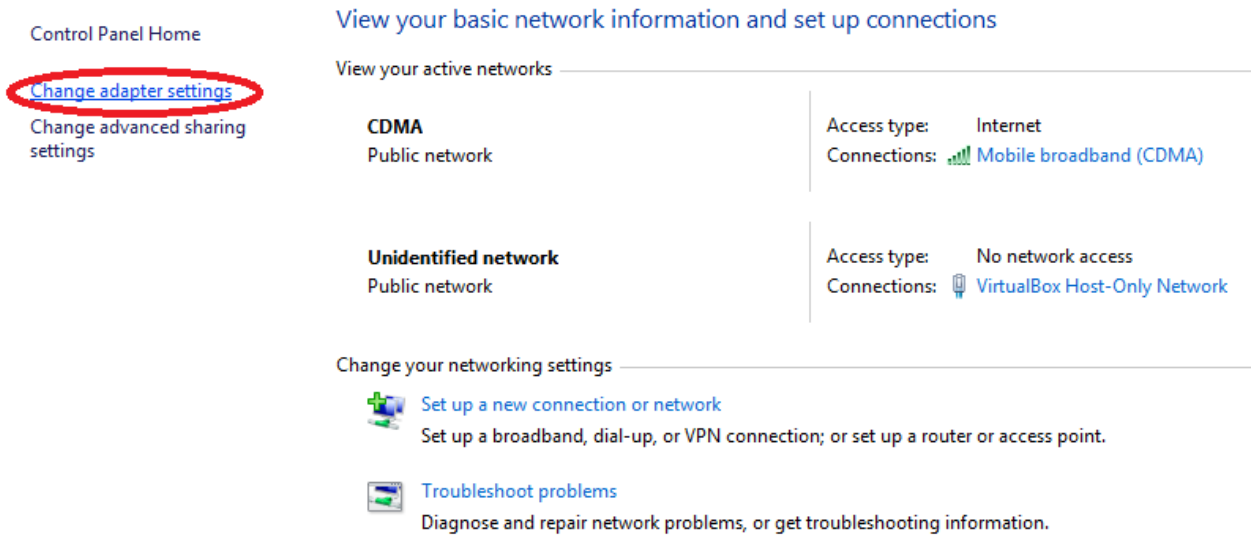 Control Panel Home
Change adapter settings
Change advanced sharing
settings
View your basic network information and set up connections
View your active networks
CDMA
Public network
Access type: Internet
Connections: Mobile broadband (CDMA)
Unidentified network
Public network
Access type: No network access
Connections: VirtualBox Host-Only Network
Change your networking settings
Set up a new connection or network
Set up a broadband, dial-up, or VPN connection; or set up a router or access point.
Troubleshoot problems
Diagnose and repair network problems, or get troubleshooting information.